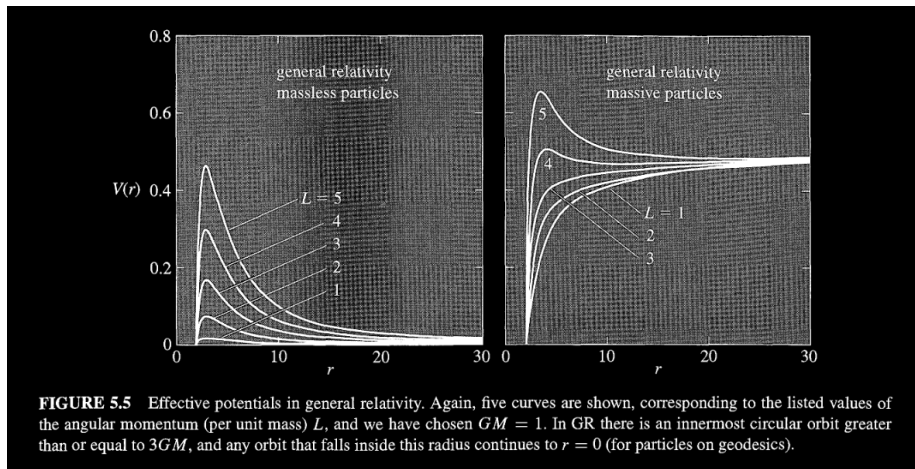 0.8
0.6
0.4
0.2
0
V(r)
general relativity
massless particles
L = 5
4
3
2
1
0
10
20
30
r
general relativity
massive particles
5
4
L = 1
2
3
0
10
20
30
r
FIGURE 5.5 Effective potentials in general relativity. Again, five curves are shown, corresponding to the listed values of
the angular momentum (per unit mass) L, and we have chosen GM = 1. In GR there is an innermost circular orbit greater
than or equal to 3GM, and any orbit that falls inside this radius continues to r = 0 (for particles on geodesics).